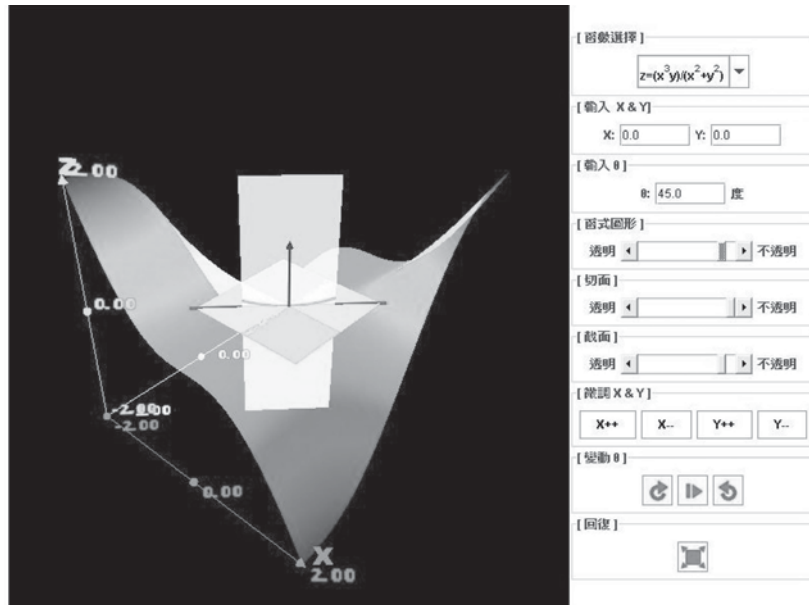 [ 函數選擇 ]
z=(x³y)/(x²+y²)
[ 輸入 X & Y]
X: 0.0 Y: 0.0
[ 輸入 θ ]
θ: 45.0 度
[ 函式圖形 ]
透明 不透明
[ 切面 ]
透明 不透明
[ 截面 ]
透明 不透明
[ 微調 X & Y ]
X++ X-- Y++ Y--
[ 變動 θ ]
[ 回復 ]
Z
2.00
0.00
0.00
-2.00
-2.00
0.00
X
2.00